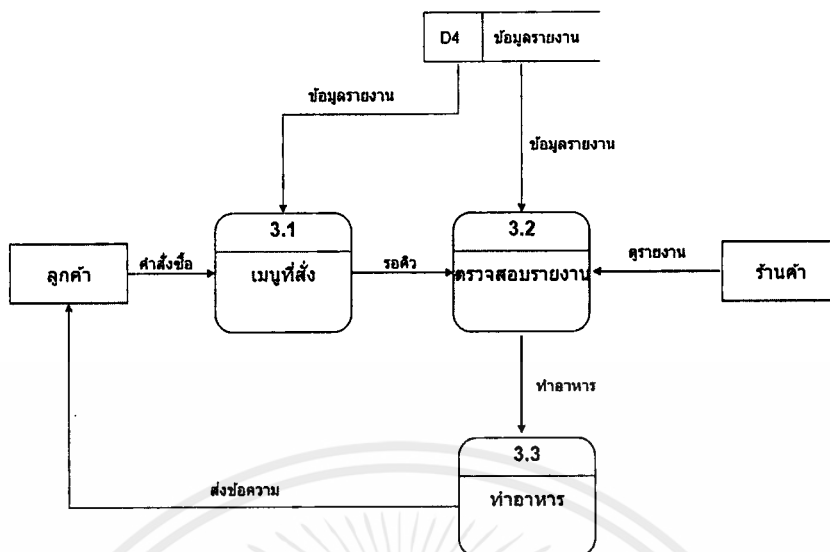 D4 ข้อมูลรายงาน
ข้อมูลรายงาน
ข้อมูลรายงาน
3.1
3.2
ลูกค้า
คำสั่งซื้อ
เมนูที่สั่ง
รอคิว
ตรวจสอบรายงาน
ดูรายงาน
ร้านค้า
ทำอาหาร
3.3
ส่งข้อความ
ทำอาหาร